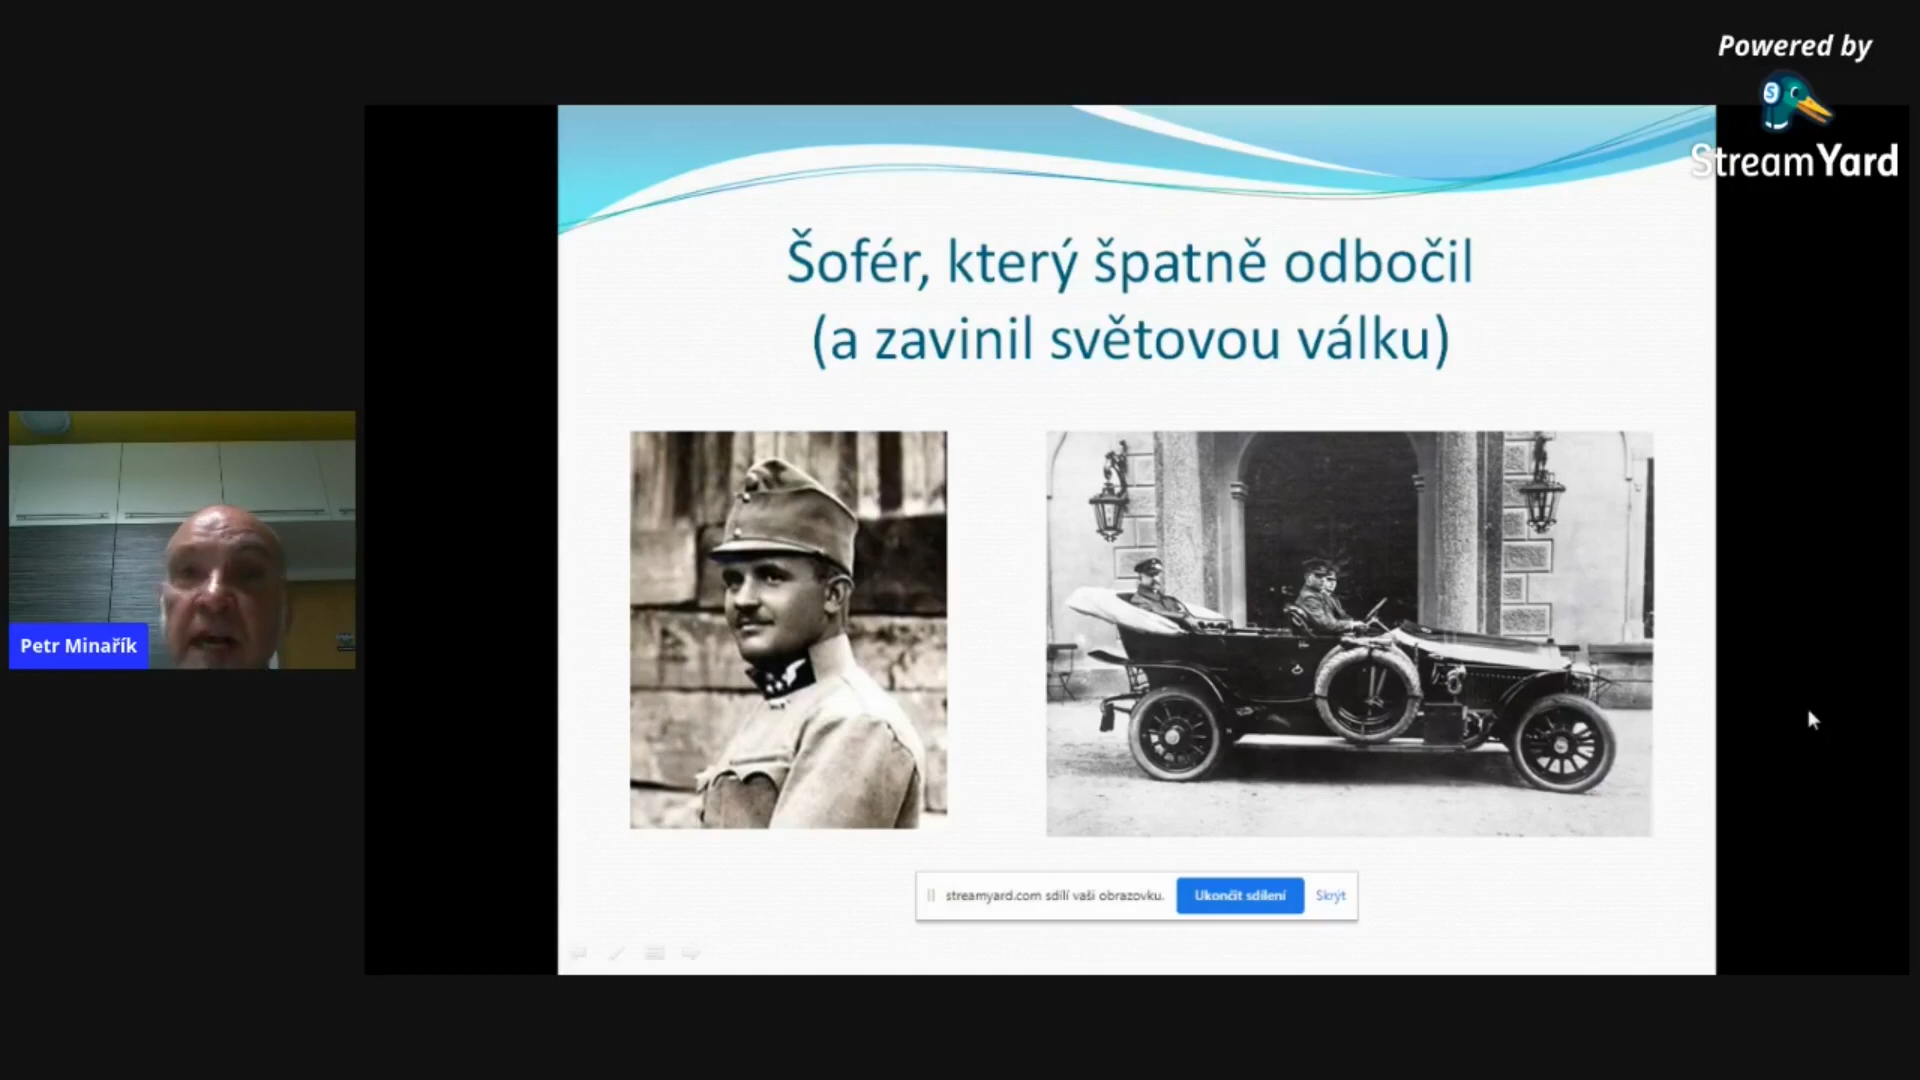 Powered by
StreamYard
Šofér, který špatně odbočil
(a zavinil světovou válku)
Petr Minařík
streamyard.com sdílí vaši obrazovku. Ukončit sdílení Skrýt